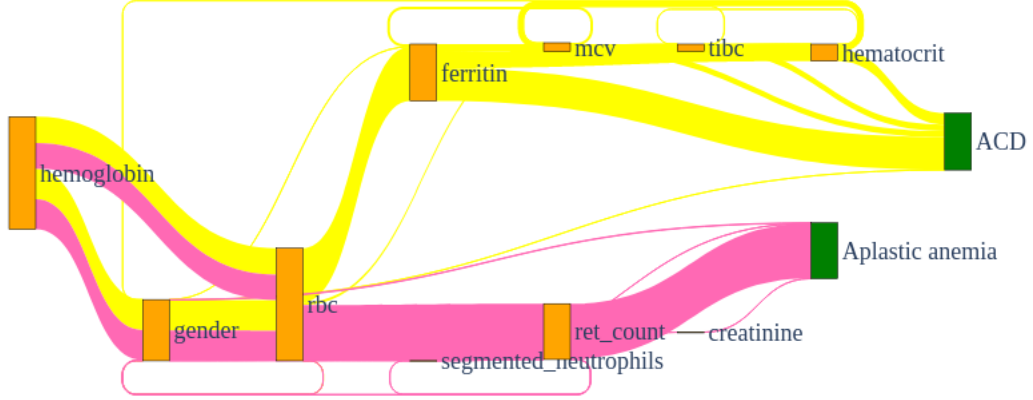 mcv
tibc
hematocrit
ferritin
ACD
hemoglobin
Aplastic anemia
rbc
gender
ret_count
creatinine
segmented_neutrophils